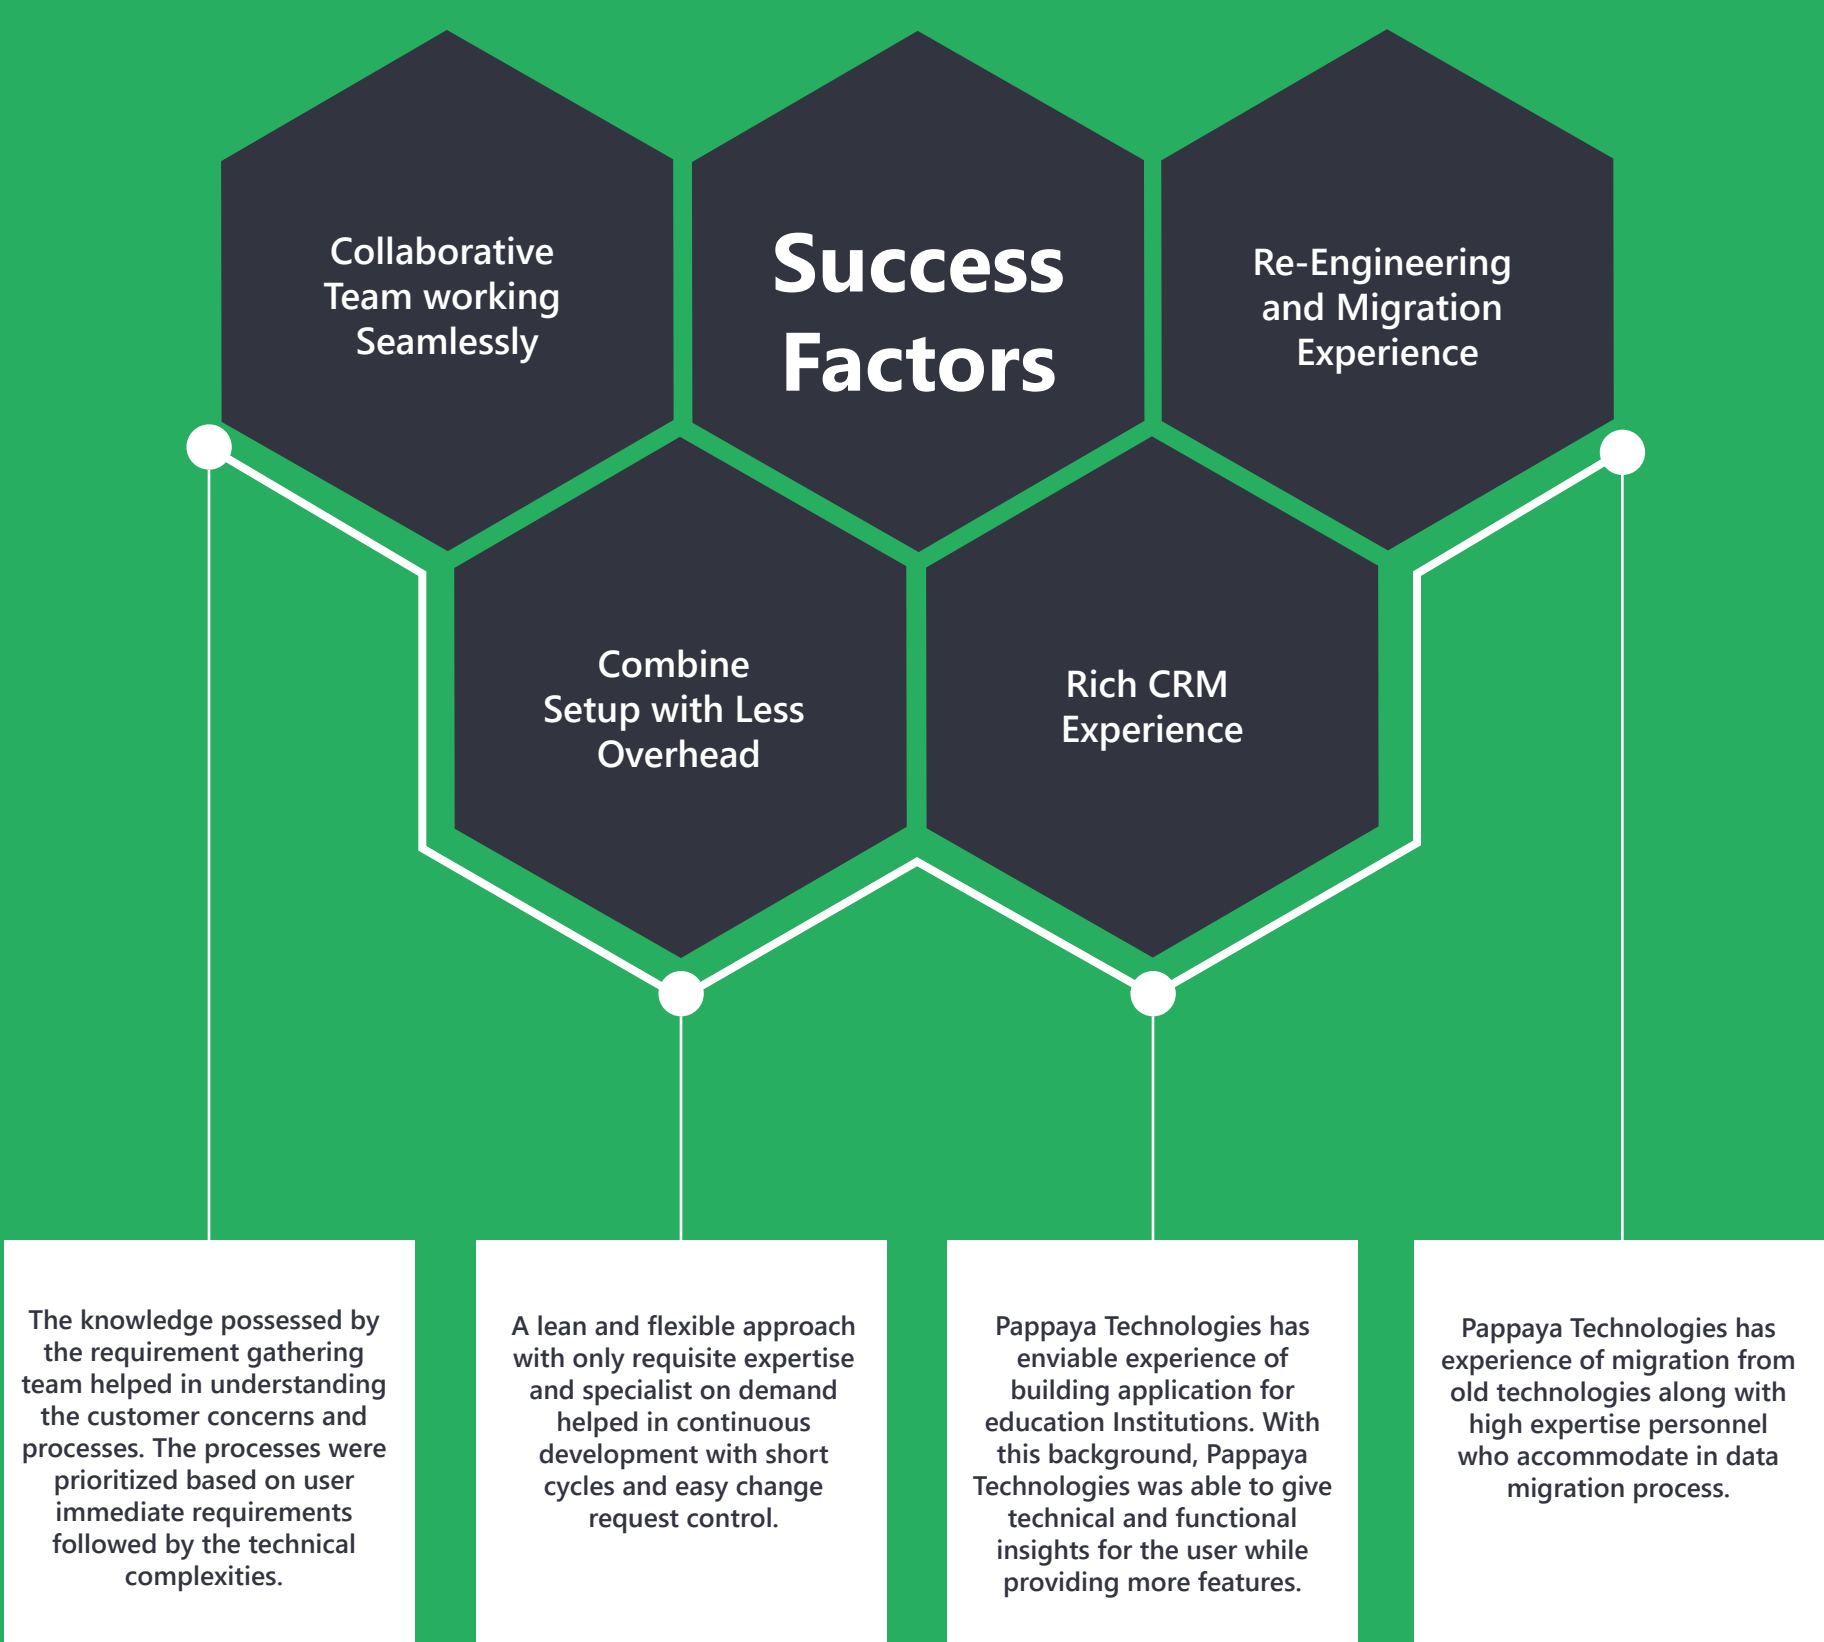 Collaborative
Team working
Seamlessly
Success
Factors
Re-Engineering
and Migration
Experience
Combine
Setup with Less
Overhead
Rich CRM
Experience
The knowledge possessed by
the requirement gathering
team helped in understanding
the customer concerns and
processes. The processes were
prioritized based on user
immediate requirements
followed by the technical
complexities.
A lean and flexible approach
with only requisite expertise
and specialist on demand
helped in continuous
development with short
cycles and easy change
request control.
Pappaya Technologies has
enviable experience of
building application for
education Institutions. With
this background, Pappaya
Technologies was able to give
technical and functional
insights for the user while
providing more features.
Pappaya Technologies has
experience of migration from
old technologies along with
high expertise personnel
who accommodate in data
migration process.